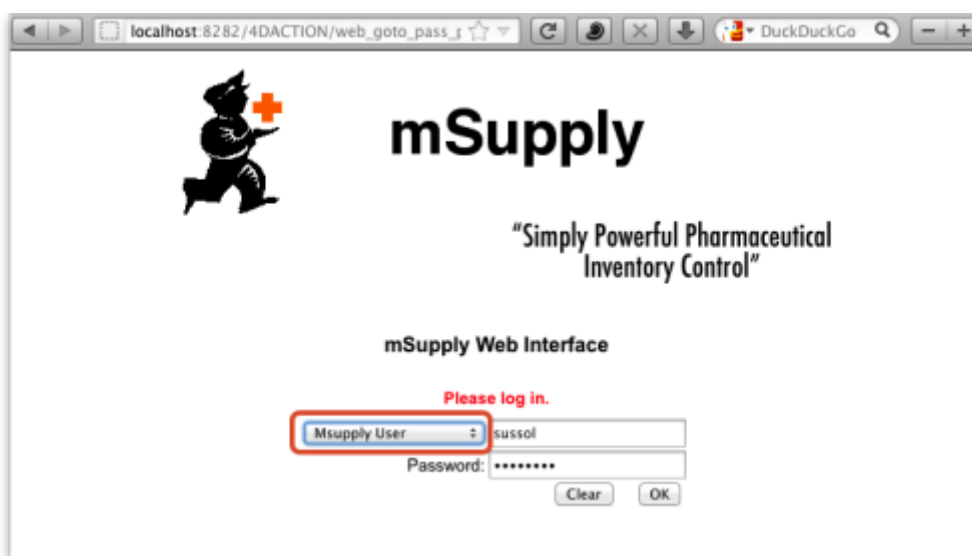 localhost:8282/4DACTION/web_goto_pass_
DuckDuckGo
mSupply
“Simply Powerful Pharmaceutical
Inventory Control”
mSupply Web Interface
Please log in.
Msupply User sussol
Password: ••••••••
Clear OK